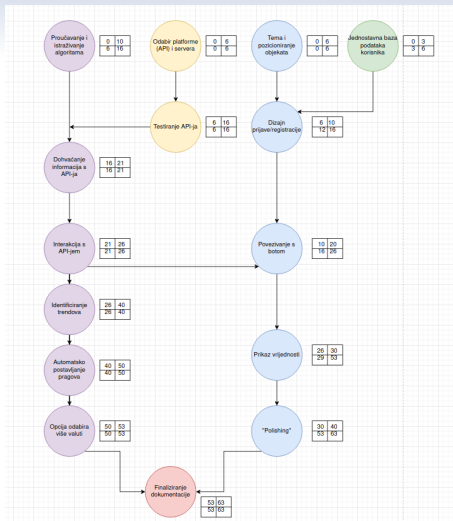 Proučavanje i
istraživanje
algoritama
0 10
6 16
Odabir platforme
(API) i servera
0 6
0 6
Tema i
pozicioniranje
objekata
0 6
0 6
Jednostavna baza
podataka
korisnika
0 3
3 6
Testiranje API-ja
6 16
6 16
Dizajn
prijave/registracije
6 10
12 16
Dohvaćanje
informacija s
API-ja
16 21
16 21
Interakcija s
API-jem
21 26
21 26
Povezivanje s
botom
10 20
16 26
Identificiranje
trendova
26 40
26 40
Prikaz vrijednosti
26 30
29 53
Automatsko
postavljanje
pragova
40 50
40 50
Opcija odabira
više valuti
50 53
50 53
"Polishing"
30 40
53 63
Finaliziranje
dokumentacije
53 63
53 63